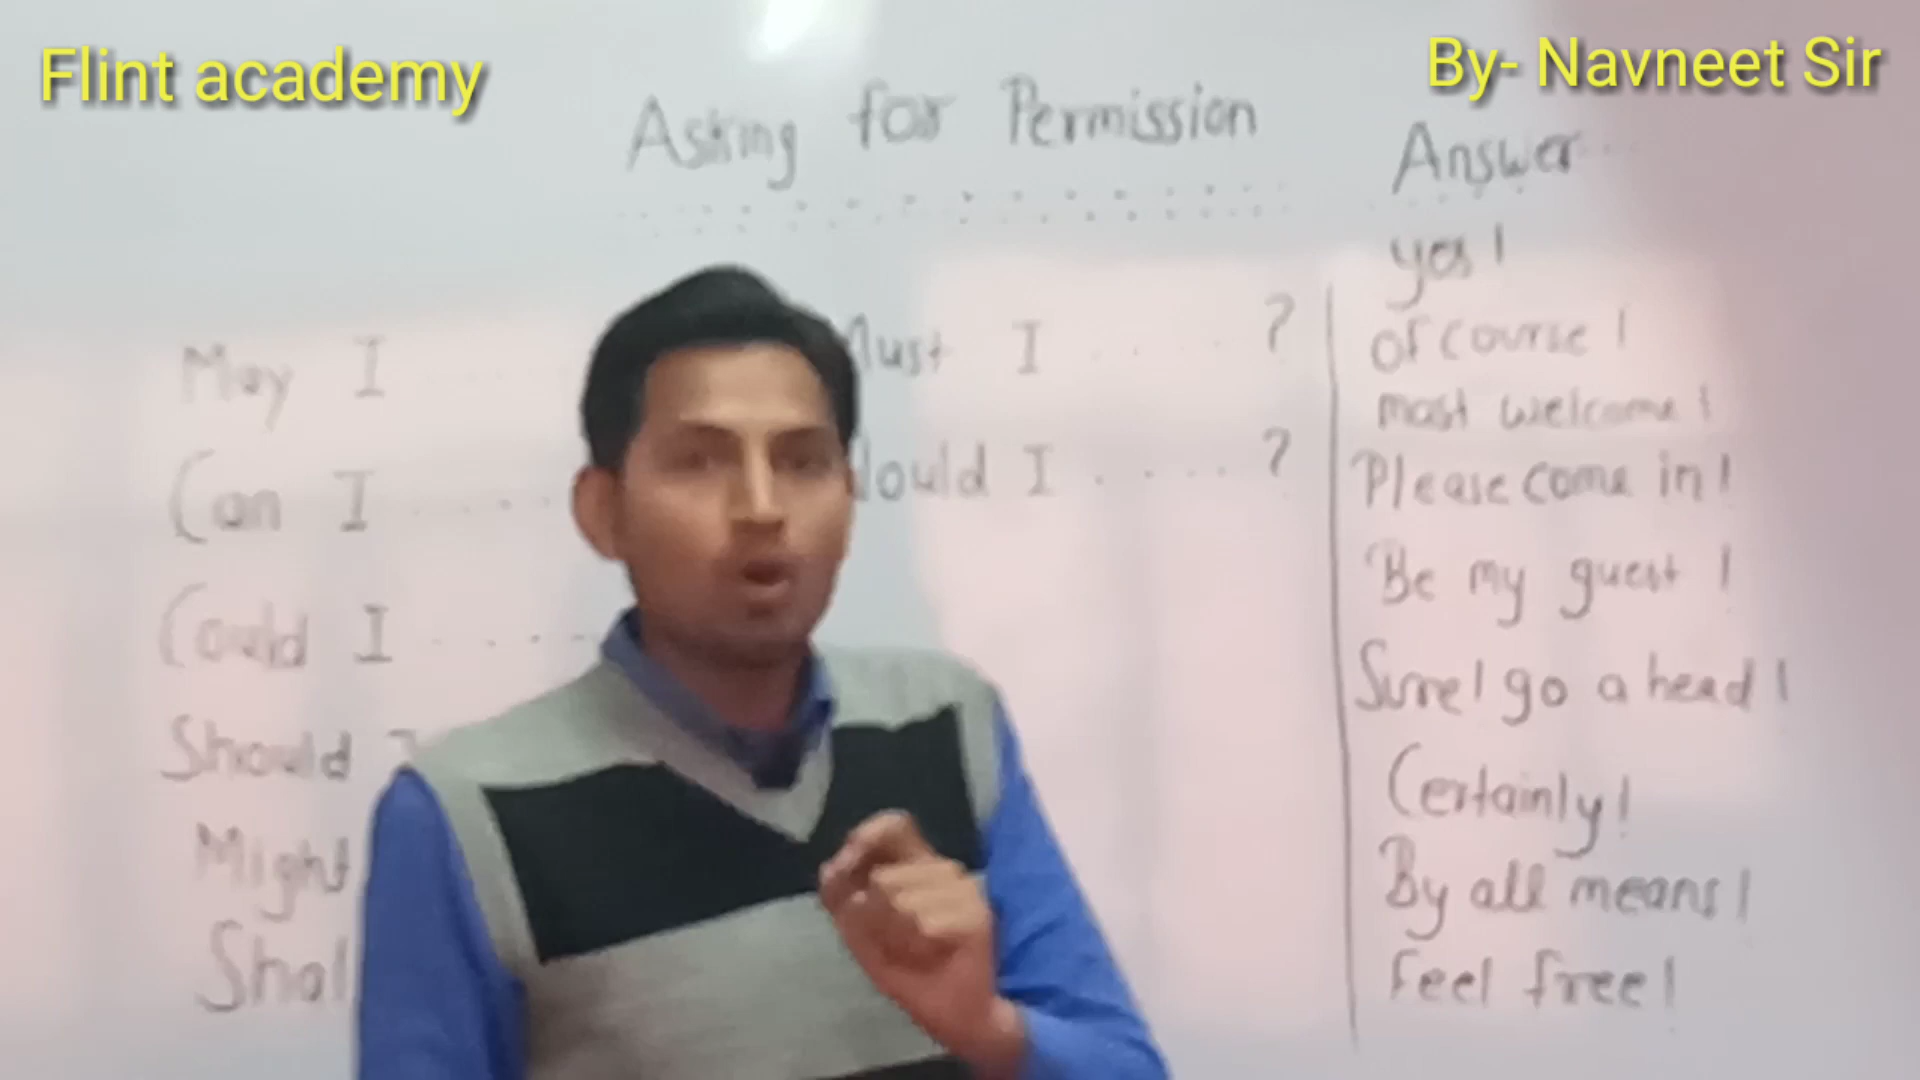 Flint academy
By- Navneet Sir
Asking for Permission
May I
Can I .....
Could I .....
Should
Might
Must I ..... ?
Would I ..... ?
Answer
yes!
of course!
most welcome!
Please come in!
Be my guest!
Sure! go a head!
Certainly!
By all means!
Feel free!